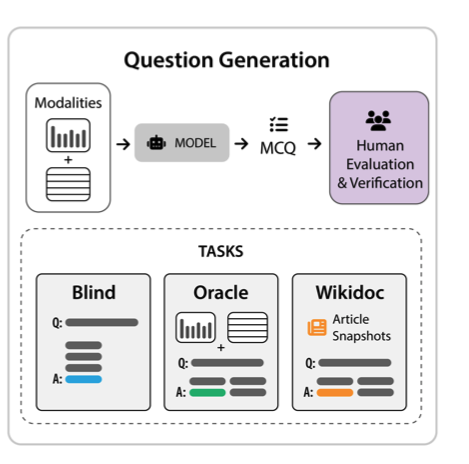 Question Generation
Modalities
+
MODEL
MCQ
Human
Evaluation
& Verification
TASKS
Blind
Q:
A:
Oracle
+
Q:
A:
Wikidoc
Article
Snapshots
Q:
A: